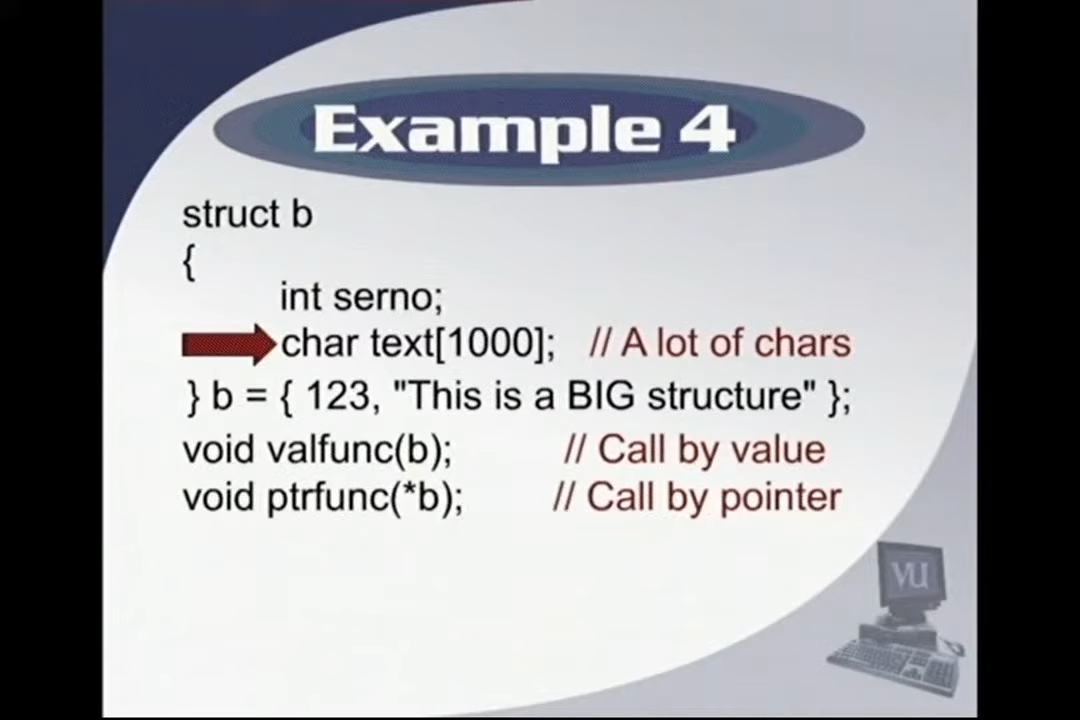 Example 4
struct b
{
int serno;
char text[1000]; // A lot of chars
} b = { 123, "This is a BIG structure" };
void valfunc(b); // Call by value
void ptrfunc(*b); // Call by pointer
VU